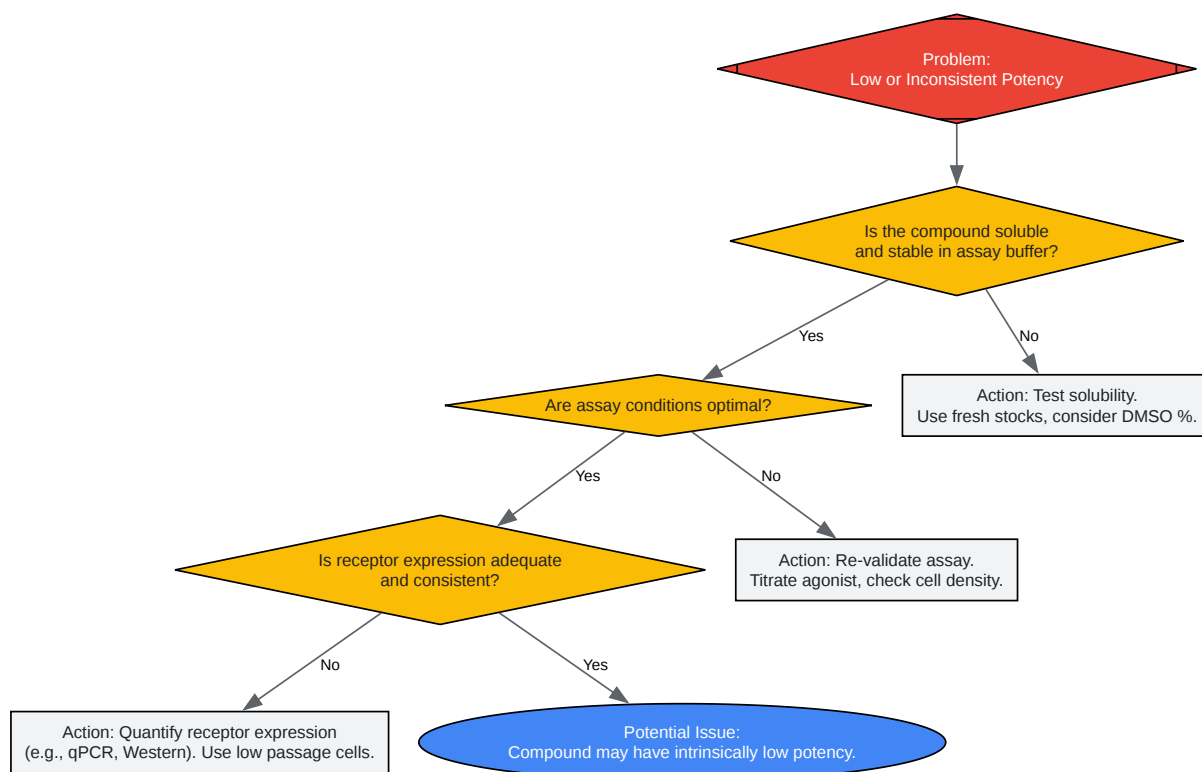 Problem:
Low or Inconsistent Potency
Is the compound soluble
and stable in assay buffer?
Yes
No
Are assay conditions optimal?
Action: Test solubility.
Use fresh stocks, consider DMSO %.
Yes
No
Is receptor expression adequate
and consistent?
Action: Re-validate assay.
Titrate agonist, check cell density.
No
Yes
Action: Quantify receptor expression
(e.g., qPCR, Western). Use low passage cells.
Potential Issue:
Compound may have intrinsically low potency.